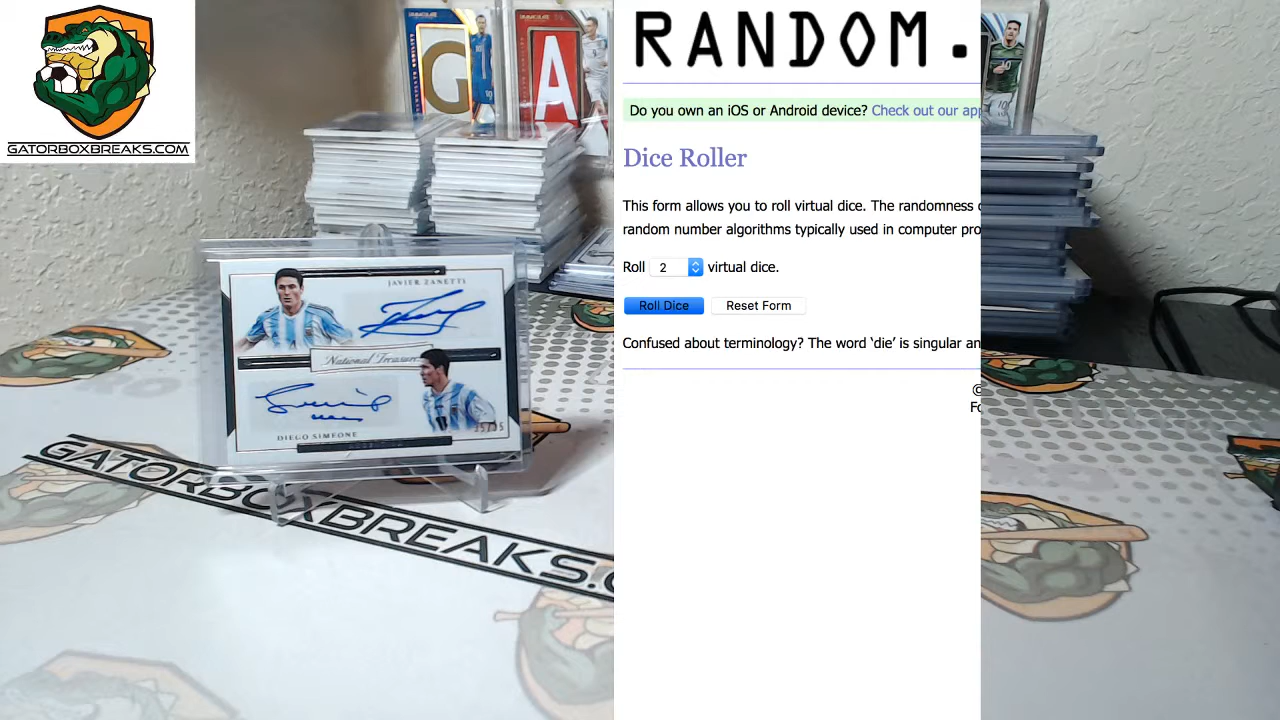 GATORBOXBREAKS.COM
G
A
RANDOM.
Do you own an iOS or Android device? Check out our app
Dice Roller
This form allows you to roll virtual dice. The randomness
random number algorithms typically used in computer pro
Roll 2 virtual dice.
Roll Dice Reset Form
Confused about terminology? The word 'die' is singular an
©
Fo
JAVIER ZANETTI
National Treasures
DIEGO SIMEONE
GATORBOXBREAKS.C